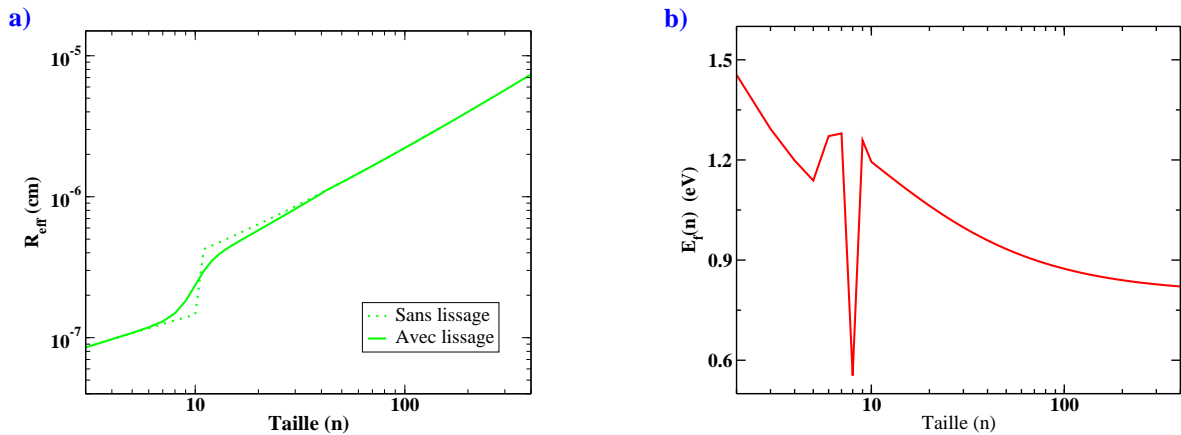 a)
10^-5
10^-6
10^-7
R_eff (cm)
10
100
Taille (n)
Sans lissage
Avec lissage
b)
1.5
1.2
0.9
0.6
E_f(n) (eV)
10
100
Taille (n)